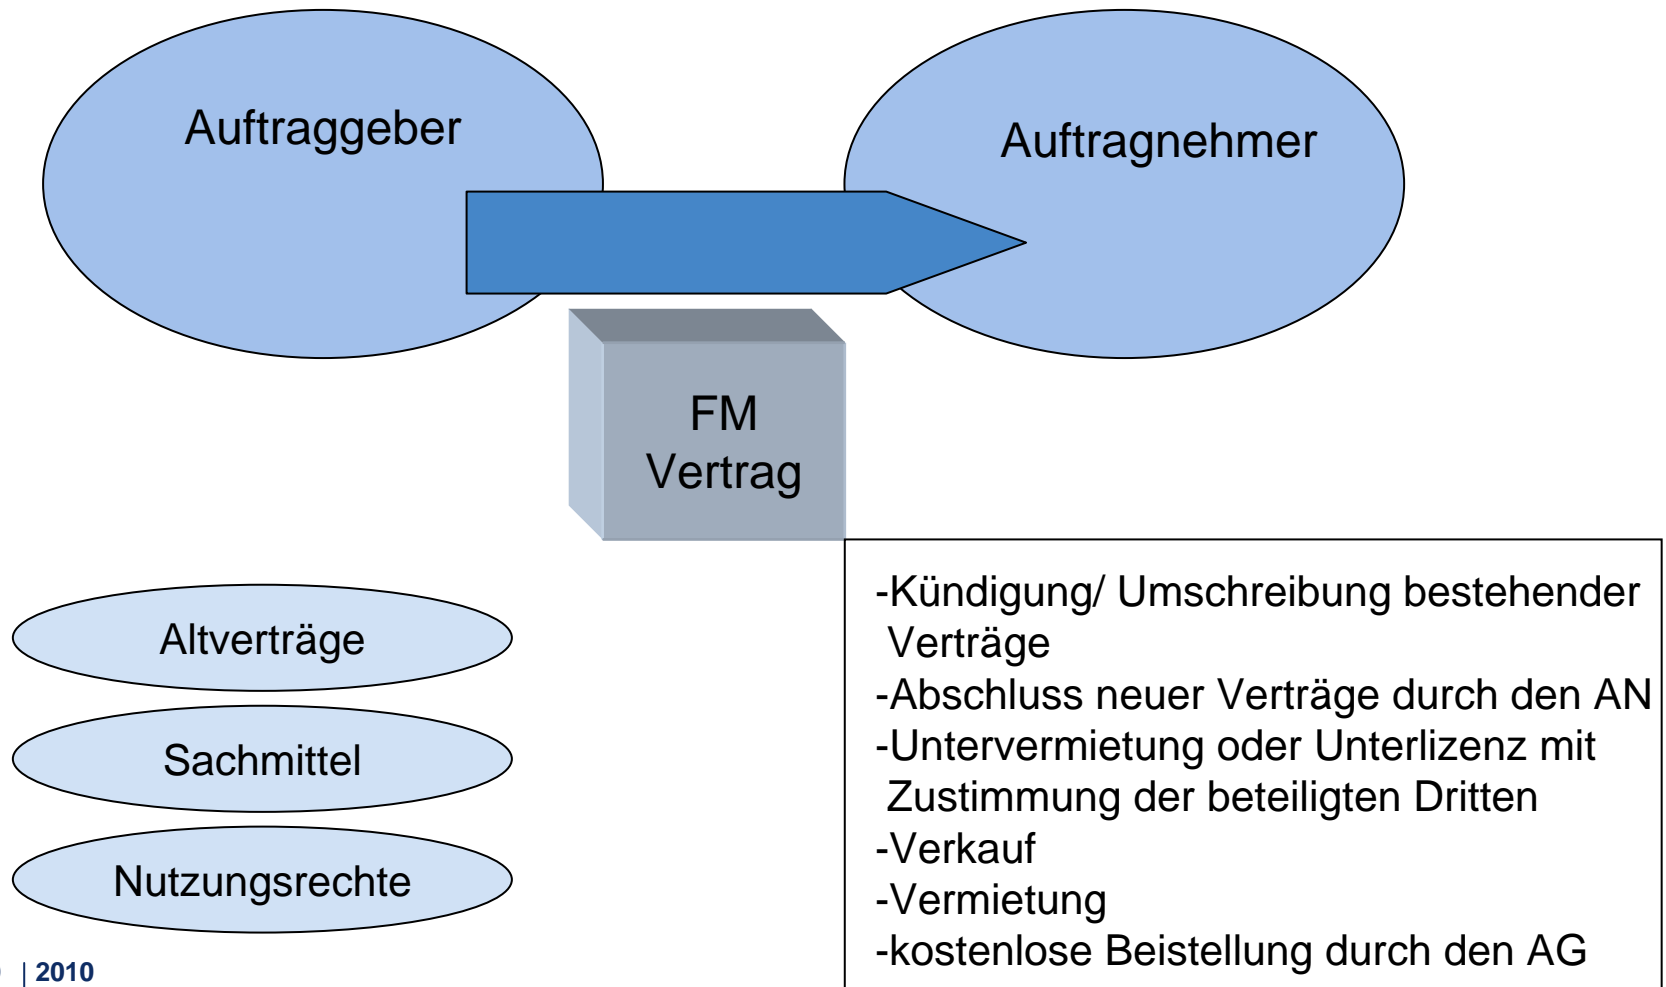 Auftraggeber
Auftragnehmer
FM
Vertrag
Altverträge
Sachmittel
Nutzungsrechte
-Kündigung/ Umschreibung bestehender
Verträge
-Abschluss neuer Verträge durch den AN
-Untervermietung oder Unterlizenz mit
Zustimmung der beteiligten Dritten
-Verkauf
-Vermietung
-kostenlose Beistellung durch den AG
| 2010